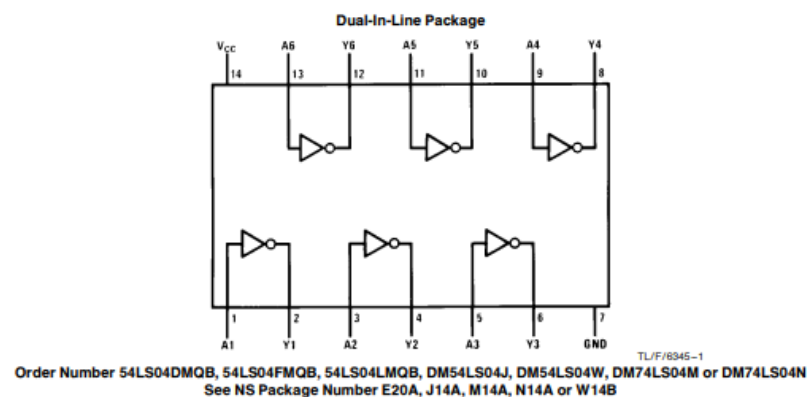 Dual-In-Line Package
VCC A6 Y6 A5 Y5 A4 Y4
14 13 12 11 10 9 8
1 2 3 4 5 6 7
A1 Y1 A2 Y2 A3 Y3 GND
TL/F/6345–1
Order Number 54LS04DMQB, 54LS04FMQB, 54LS04LMQB, DM54LS04J, DM54LS04W, DM74LS04M or DM74LS04N
See NS Package Number E20A, J14A, M14A, N14A or W14B